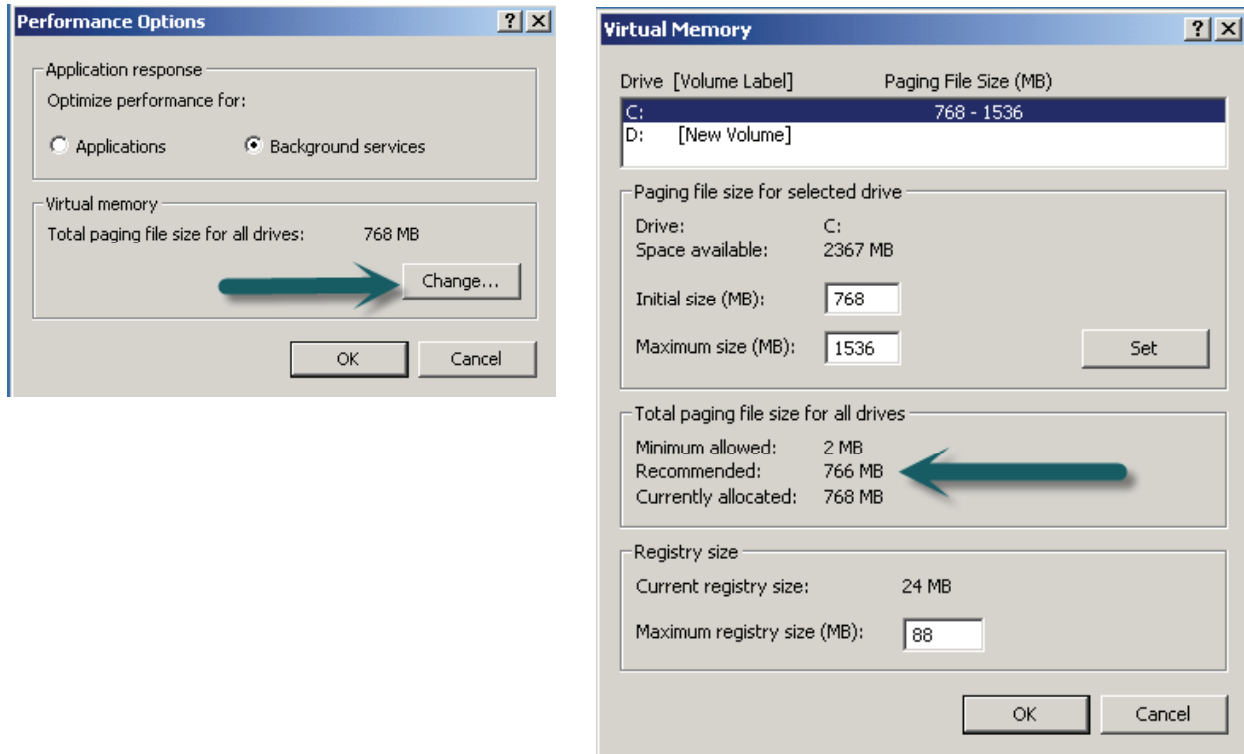 Performance Options
Application response
Optimize performance for:
Applications Background services
Virtual memory
Total paging file size for all drives: 768 MB
Change...
OK Cancel
Virtual Memory
Drive [Volume Label] Paging File Size (MB)
C: 768 - 1536
D: [New Volume]
Paging file size for selected drive
Drive: C:
Space available: 2367 MB
Initial size (MB): 768
Maximum size (MB): 1536 Set
Total paging file size for all drives
Minimum allowed: 2 MB
Recommended: 766 MB
Currently allocated: 768 MB
Registry size
Current registry size: 24 MB
Maximum registry size (MB): 88
OK Cancel